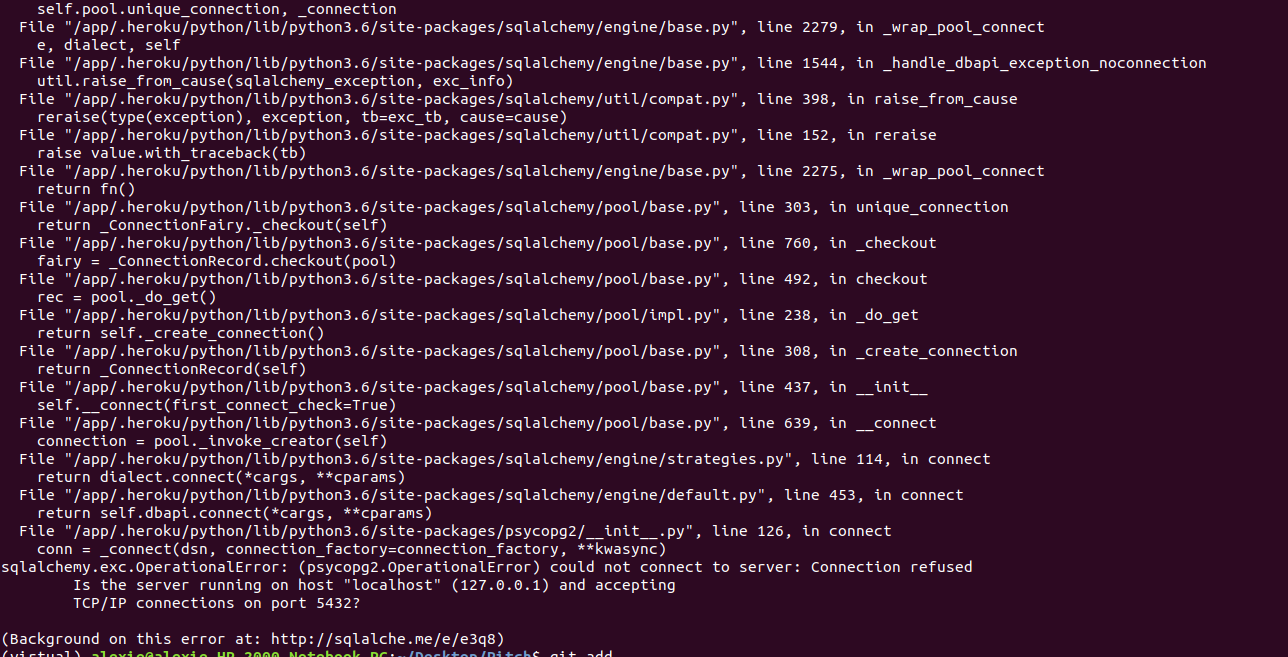 self.pool.unique_connection, _connection
File "/app/.heroku/python/lib/python3.6/site-packages/sqlalchemy/engine/base.py", line 2279, in _wrap_pool_connect
e, dialect, self
File "/app/.heroku/python/lib/python3.6/site-packages/sqlalchemy/engine/base.py", line 1544, in _handle_dbapi_exception_noconnection
util.raise_from_cause(sqlalchemy_exception, exc_info)
File "/app/.heroku/python/lib/python3.6/site-packages/sqlalchemy/util/compat.py", line 398, in raise_from_cause
reraise(type(exception), exception, tb=exc_tb, cause=cause)
File "/app/.heroku/python/lib/python3.6/site-packages/sqlalchemy/util/compat.py", line 152, in reraise
raise value.with_traceback(tb)
File "/app/.heroku/python/lib/python3.6/site-packages/sqlalchemy/engine/base.py", line 2275, in _wrap_pool_connect
return fn()
File "/app/.heroku/python/lib/python3.6/site-packages/sqlalchemy/pool/base.py", line 303, in unique_connection
return _ConnectionFairy._checkout(self)
File "/app/.heroku/python/lib/python3.6/site-packages/sqlalchemy/pool/base.py", line 760, in _checkout
fairy = _ConnectionRecord.checkout(pool)
File "/app/.heroku/python/lib/python3.6/site-packages/sqlalchemy/pool/base.py", line 492, in checkout
rec = pool._do_get()
File "/app/.heroku/python/lib/python3.6/site-packages/sqlalchemy/pool/impl.py", line 238, in _do_get
return self._create_connection()
File "/app/.heroku/python/lib/python3.6/site-packages/sqlalchemy/pool/base.py", line 308, in _create_connection
return _ConnectionRecord(self)
File "/app/.heroku/python/lib/python3.6/site-packages/sqlalchemy/pool/base.py", line 437, in __init__
self.__connect(first_connect_check=True)
File "/app/.heroku/python/lib/python3.6/site-packages/sqlalchemy/pool/base.py", line 639, in __connect
connection = pool._invoke_creator(self)
File "/app/.heroku/python/lib/python3.6/site-packages/sqlalchemy/engine/strategies.py", line 114, in connect
return dialect.connect(*cargs, **cparams)
File "/app/.heroku/python/lib/python3.6/site-packages/sqlalchemy/engine/default.py", line 453, in connect
return self.dbapi.connect(*cargs, **cparams)
File "/app/.heroku/python/lib/python3.6/site-packages/psycopg2/__init__.py", line 126, in connect
conn = _connect(dsn, connection_factory=connection_factory, **kwasync)
sqlalchemy.exc.OperationalError: (psycopg2.OperationalError) could not connect to server: Connection refused
Is the server running on host "localhost" (127.0.0.1) and accepting
TCP/IP connections on port 5432?
(Background on this error at: http://sqlalche.me/e/e3q8)
(virtual) alexie@alexie-HP-2000-Notebook-PC:~/Desktop/Pitch$ git add